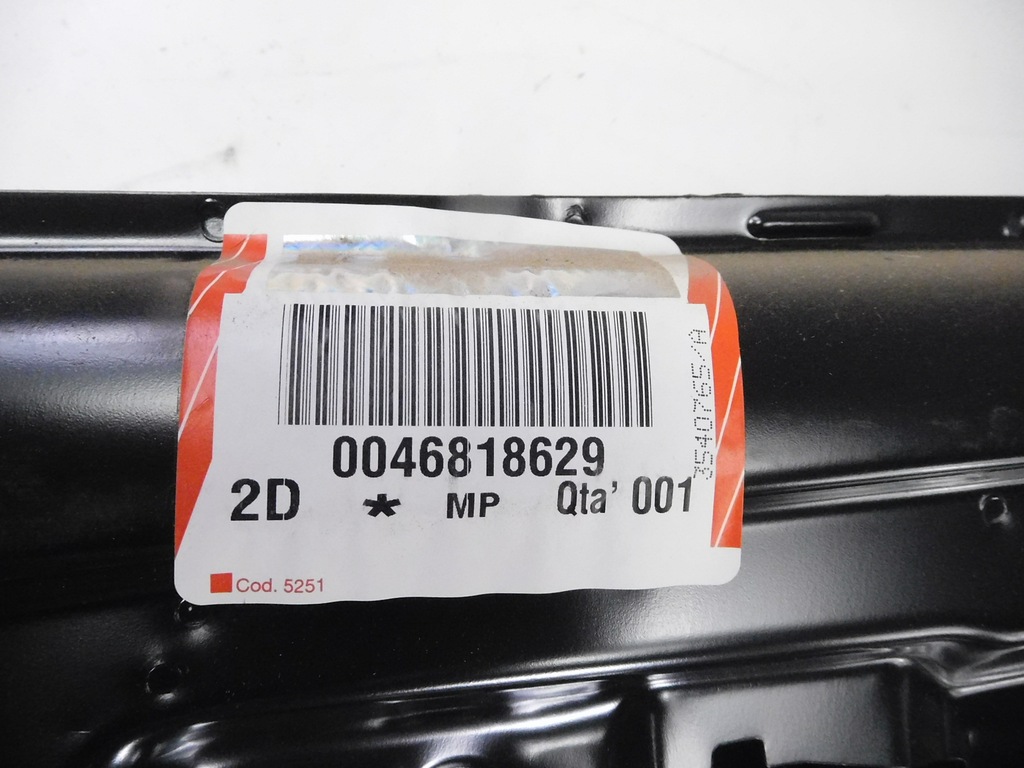 0046818629
2D * MP Qta' 001
3540765/A
Cod. 5251